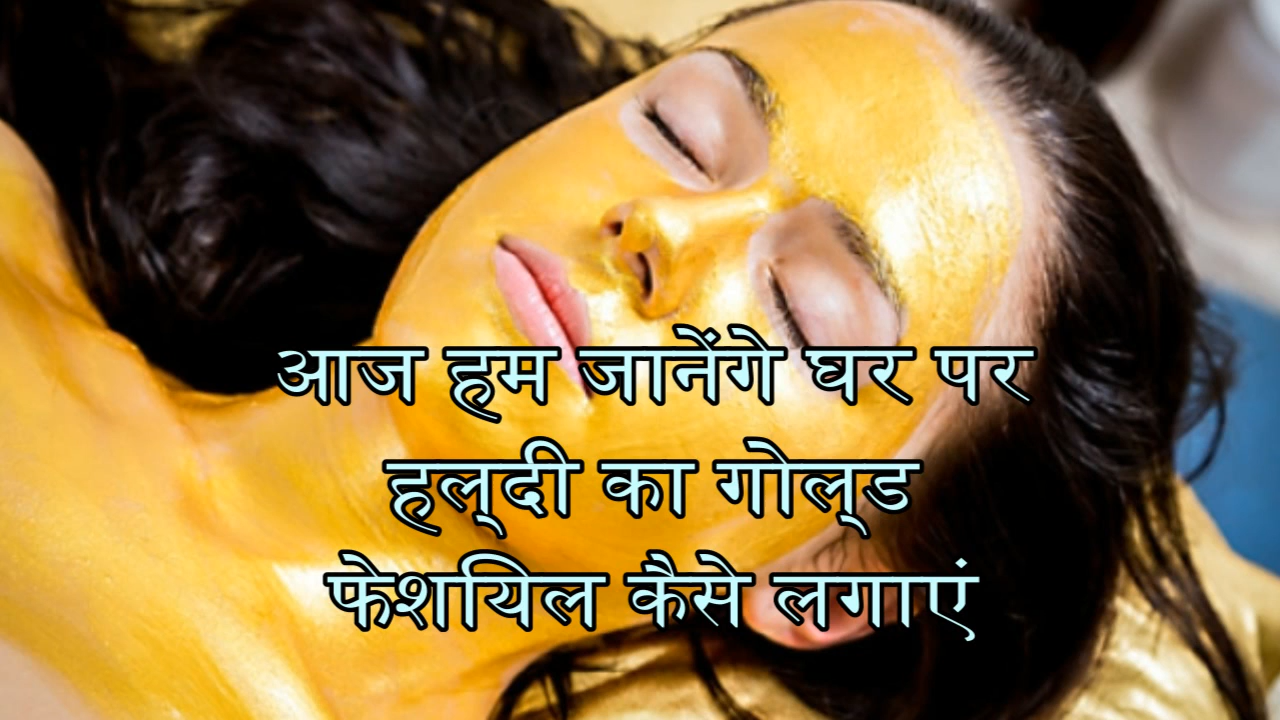 आज हम जानेंगे घर पर
हल्दी का गोल्ड
फेशयिल कैसे लगाएं